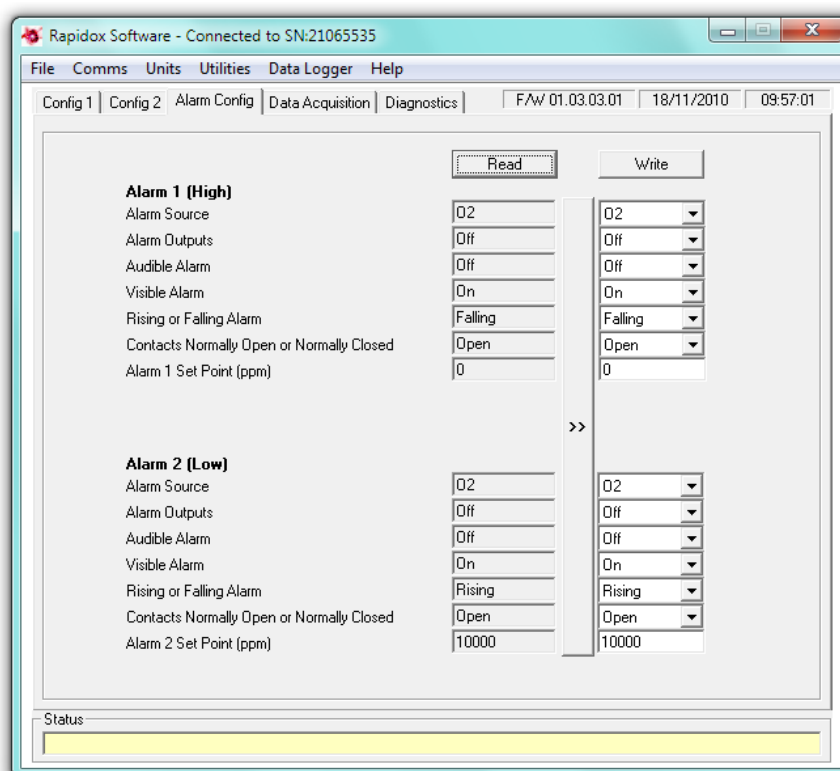 Rapidox Software - Connected to SN:21065535
File Comms Units Utilities Data Logger Help
Config 1 Config 2 Alarm Config Data Acquisition Diagnostics F/W 01.03.03.01 18/11/2010 09:57:01
Read Write
Alarm 1 (High)
Alarm Source O2 O2
Alarm Outputs Off Off
Audible Alarm Off Off
Visible Alarm On On
Rising or Falling Alarm Falling Falling
Contacts Normally Open or Normally Closed Open Open
Alarm 1 Set Point (ppm) 0 0
>>
Alarm 2 (Low)
Alarm Source O2 O2
Alarm Outputs Off Off
Audible Alarm Off Off
Visible Alarm On On
Rising or Falling Alarm Rising Rising
Contacts Normally Open or Normally Closed Open Open
Alarm 2 Set Point (ppm) 10000 10000
Status